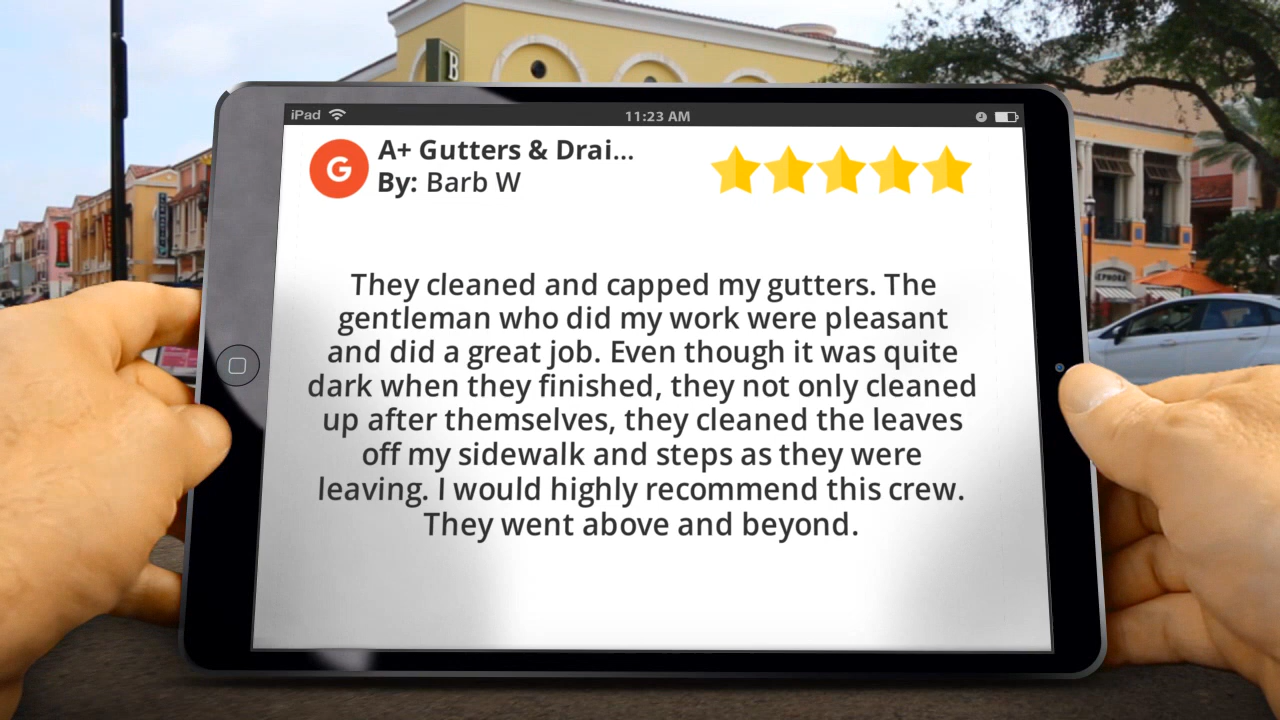 B
iPad
11:23 AM
G
A+ Gutters & Drai...
By: Barb W
They cleaned and capped my gutters. The
gentleman who did my work were pleasant
and did a great job. Even though it was quite
dark when they finished, they not only cleaned
up after themselves, they cleaned the leaves
off my sidewalk and steps as they were
leaving. I would highly recommend this crew.
They went above and beyond.
SEPHORA